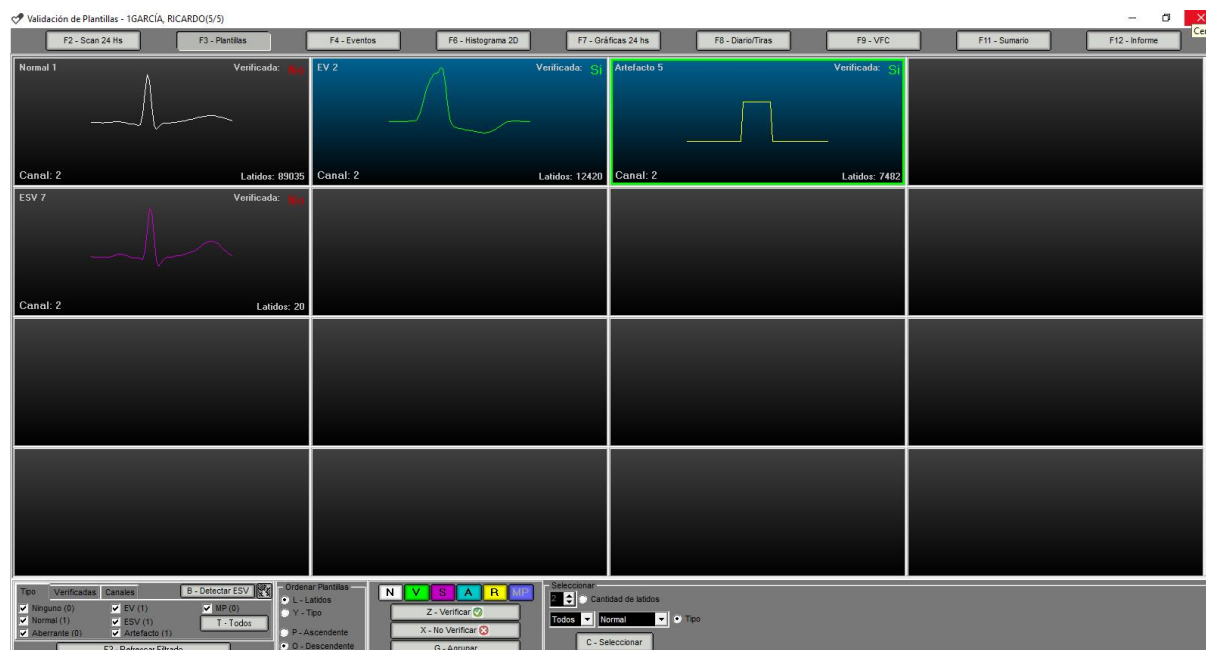 Validación de Plantillas - 1GARCÍA, RICARDO(5/5)
Cer
F2 - Scan 24 Hs
F3 - Plantillas
F4 - Eventos
F6 - Histograma 2D
F7 - Gráficas 24 hs
F8 - Diario/Tiras
F9 - VFC
F11 - Sumario
F12 - Informe
Normal 1 Verificada: No
Canal: 2 Latidos: 89035
EV 2 Verificada: Si
Canal: 2 Latidos: 12420
Artefacto 5 Verificada: Si
Canal: 2 Latidos: 7482
ESV 7 Verificada: No
Canal: 2 Latidos: 20
Tipo Verificadas Canales B - Detectar ESV
Ninguno (0) EV (1) MP (0)
Normal (1) ESV (1) T - Todos
Aberrante (0) Artefacto (1)
F3 - Refrescar Filtrado
Ordenar Plantillas
L - Latidos
Y - Tipo
P - Ascendente
O - Descendente
N V S A R MP
Z - Verificar
X - No Verificar
G - Agrupar
Seleccionar
2 Cantidad de latidos
Todos Normal Tipo
C - Seleccionar